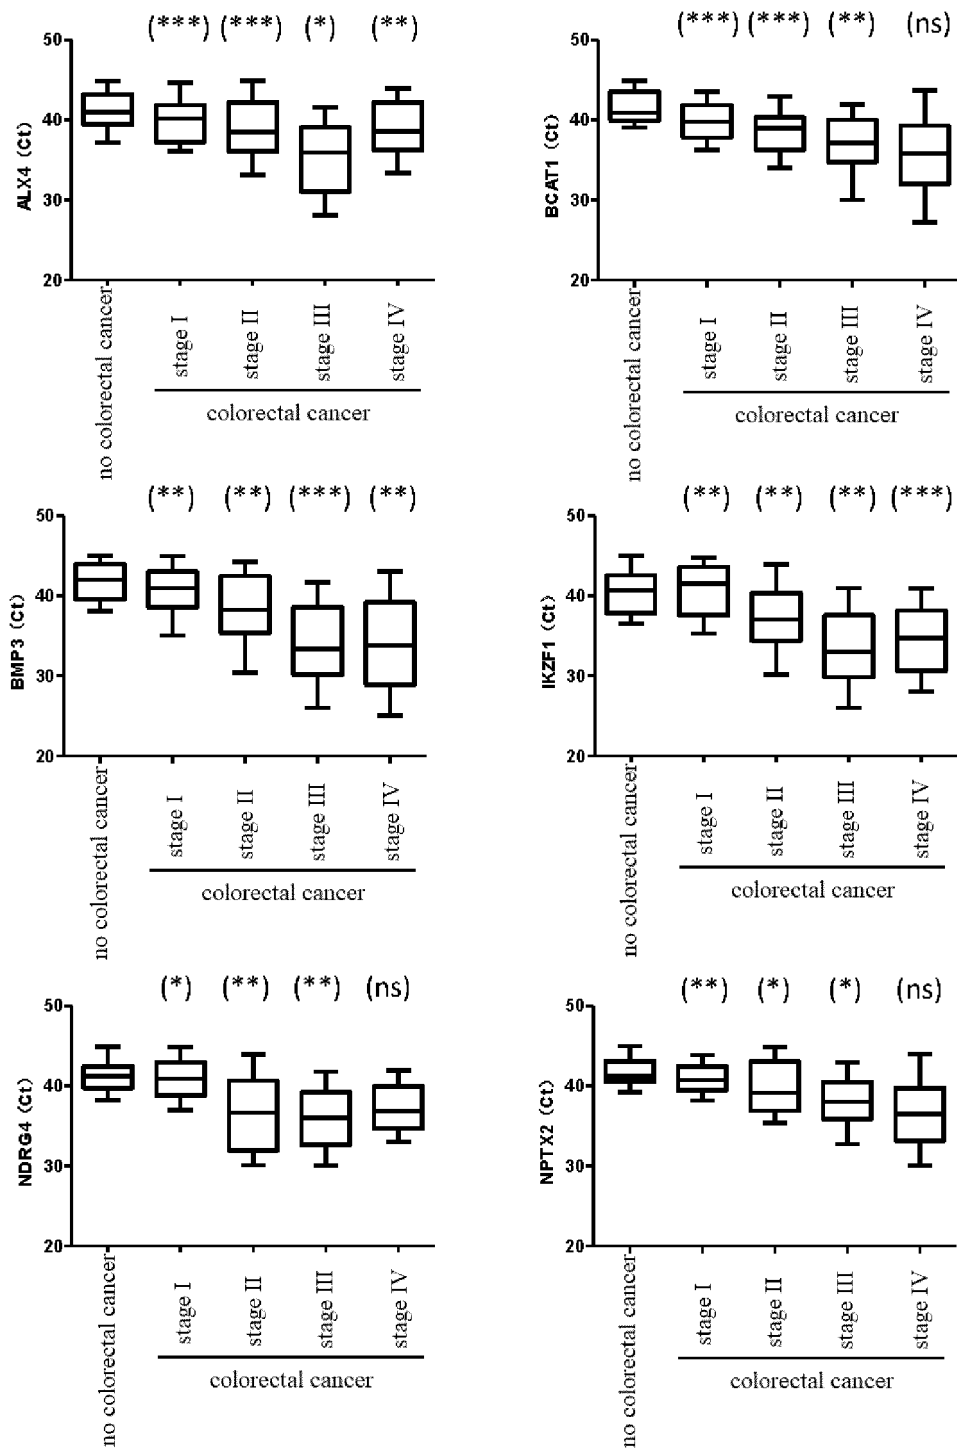 (***) (***) (*) (**)
50
40
30
20
ALX4 (Ct)
no colorectal cancer
stage I
stage II
stage III
stage IV
colorectal cancer
(***) (***) (**) (ns)
50
40
30
20
BCAT1 (Ct)
no colorectal cancer
stage I
stage II
stage III
stage IV
colorectal cancer
(**) (**) (***) (**)
50
40
30
20
BMP3 (Ct)
no colorectal cancer
stage I
stage II
stage III
stage IV
colorectal cancer
(**) (**) (**) (***)
50
40
30
20
IKZF1 (Ct)
no colorectal cancer
stage I
stage II
stage III
stage IV
colorectal cancer
(*) (**) (**) (ns)
50
40
30
20
NDRG4 (Ct)
no colorectal cancer
stage I
stage II
stage III
stage IV
colorectal cancer
(**) (*) (*) (ns)
50
40
30
20
NPTX2 (Ct)
no colorectal cancer
stage I
stage II
stage III
stage IV
colorectal cancer